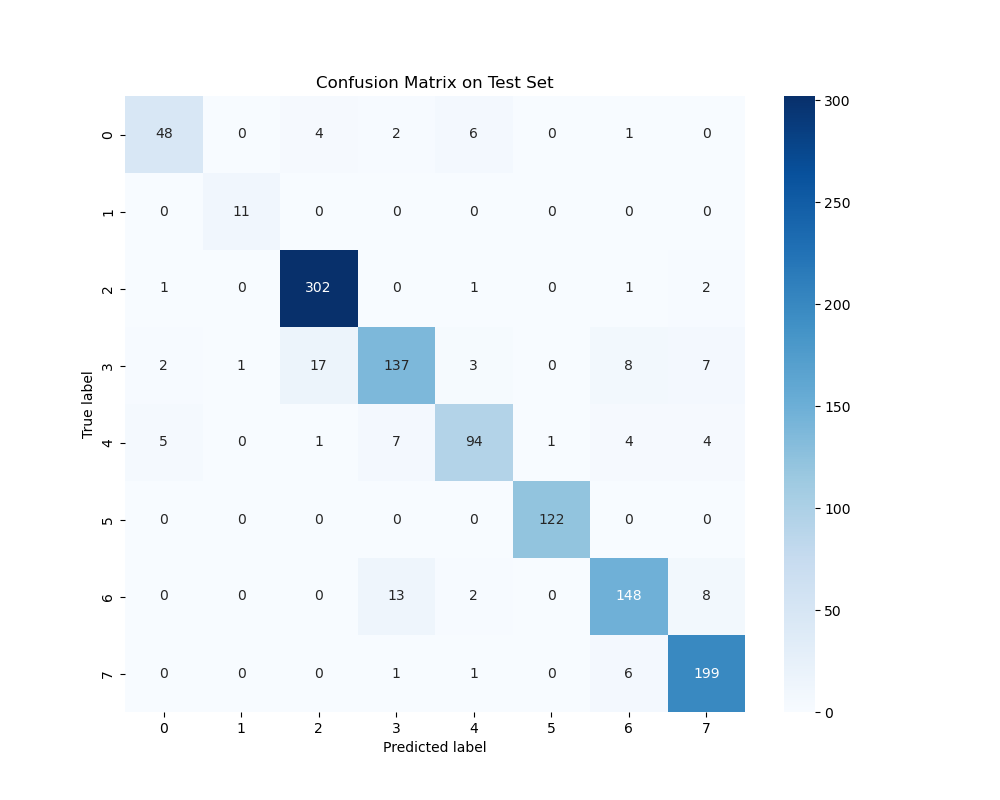 Confusion Matrix on Test Set
0 48 0 4 2 6 0 1 0
1 0 11 0 0 0 0 0 0
2 1 0 302 0 1 0 1 2
3 2 1 17 137 3 0 8 7
4 5 0 1 7 94 1 4 4
5 0 0 0 0 0 122 0 0
6 0 0 0 13 2 0 148 8
7 0 0 0 1 1 0 6 199
0 1 2 3 4 5 6 7
Predicted label
True label
300
250
200
150
100
50
0